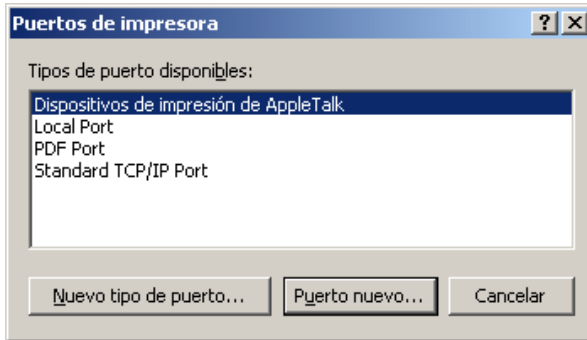 Puertos de impresora
Tipos de puerto disponibles:
Dispositivos de impresión de AppleTalk
Local Port
PDF Port
Standard TCP/IP Port
Nuevo tipo de puerto... Puerto nuevo... Cancelar